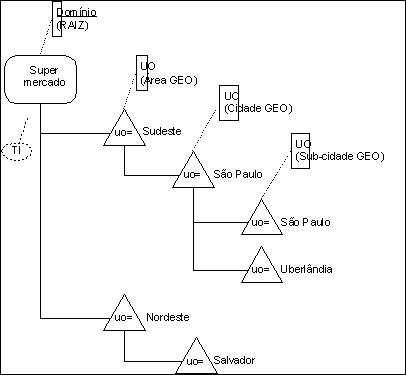 Domínio
(RAIZ)
Super
mercado
UO
(Area GEO)
UO
(Cidade GEO)
UO
(Sub-cidade GEO)
TI
uo= Sudeste
uo= São Paulo
uo= São Paulo
uo= Uberlândia
uo= Nordeste
uo= Salvador